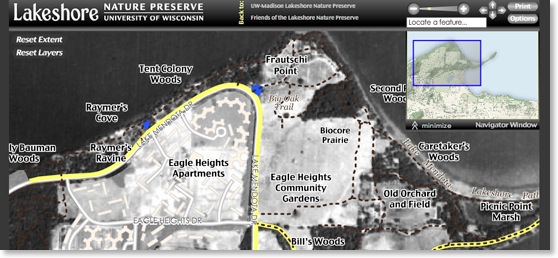 Lakeshore NATURE PRESERVE
UNIVERSITY OF WISCONSIN
Back to:
UW-Madison Lakeshore Nature Preserve
Friends of the Lakeshore Nature Preserve
Print
Options
Locate a feature...
Reset Extent
Reset Layers
Tent Colony
Woods
Frautschi
Point
Second
Raymer's
Cove
Big Oak
Trail
LAKE MENDOTA DR
Biocore
Prairie
ly Bauman
Woods
Raymer's
Ravine
minimize
Navigator Window
Caretaker's
Woods
Eagle Heights
Apartments
Eagle Heights
Community
Gardens
LAKE MENDOTA DR
Lakeshore Path
Old Orchard
and Field
Picnic Point
Marsh
EAGLE HEIGHTS DR
Bill's Woods